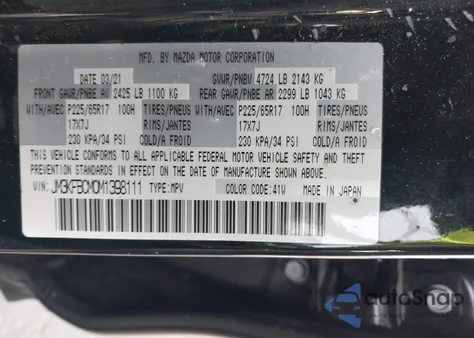 MFD. BY MAZDA MOTOR CORPORATION
DATE 03/21 GVWR/PNBV 4724 LB 2143 KG
FRONT GAWR/PNBE AV 2425 LB 1100 KG REAR GAWR/PNBE AR 2299 LB 1043 KG
WITH/AVEC P225/65R17 100H TIRES/PNEUS WITH/AVEC P225/65R17 100H TIRES/PNEUS
17X7J RIMS/JANTES 17X7J RIMS/JANTES
230 KPA/34 PSI COLD/A FROID 230 KPA/34 PSI COLD/A FROID
THIS VEHICLE CONFORMS TO ALL APPLICABLE FEDERAL MOTOR VEHICLE SAFETY AND THEFT
PREVENTION STANDARDS IN EFFECT ON THE DATE OF MANUFACTURE SHOWN ABOVE.
VIN: JM3KFBCM0M1398111 TYPE:MPV COLOR CODE:41W MADE IN JAPAN
autoSnap